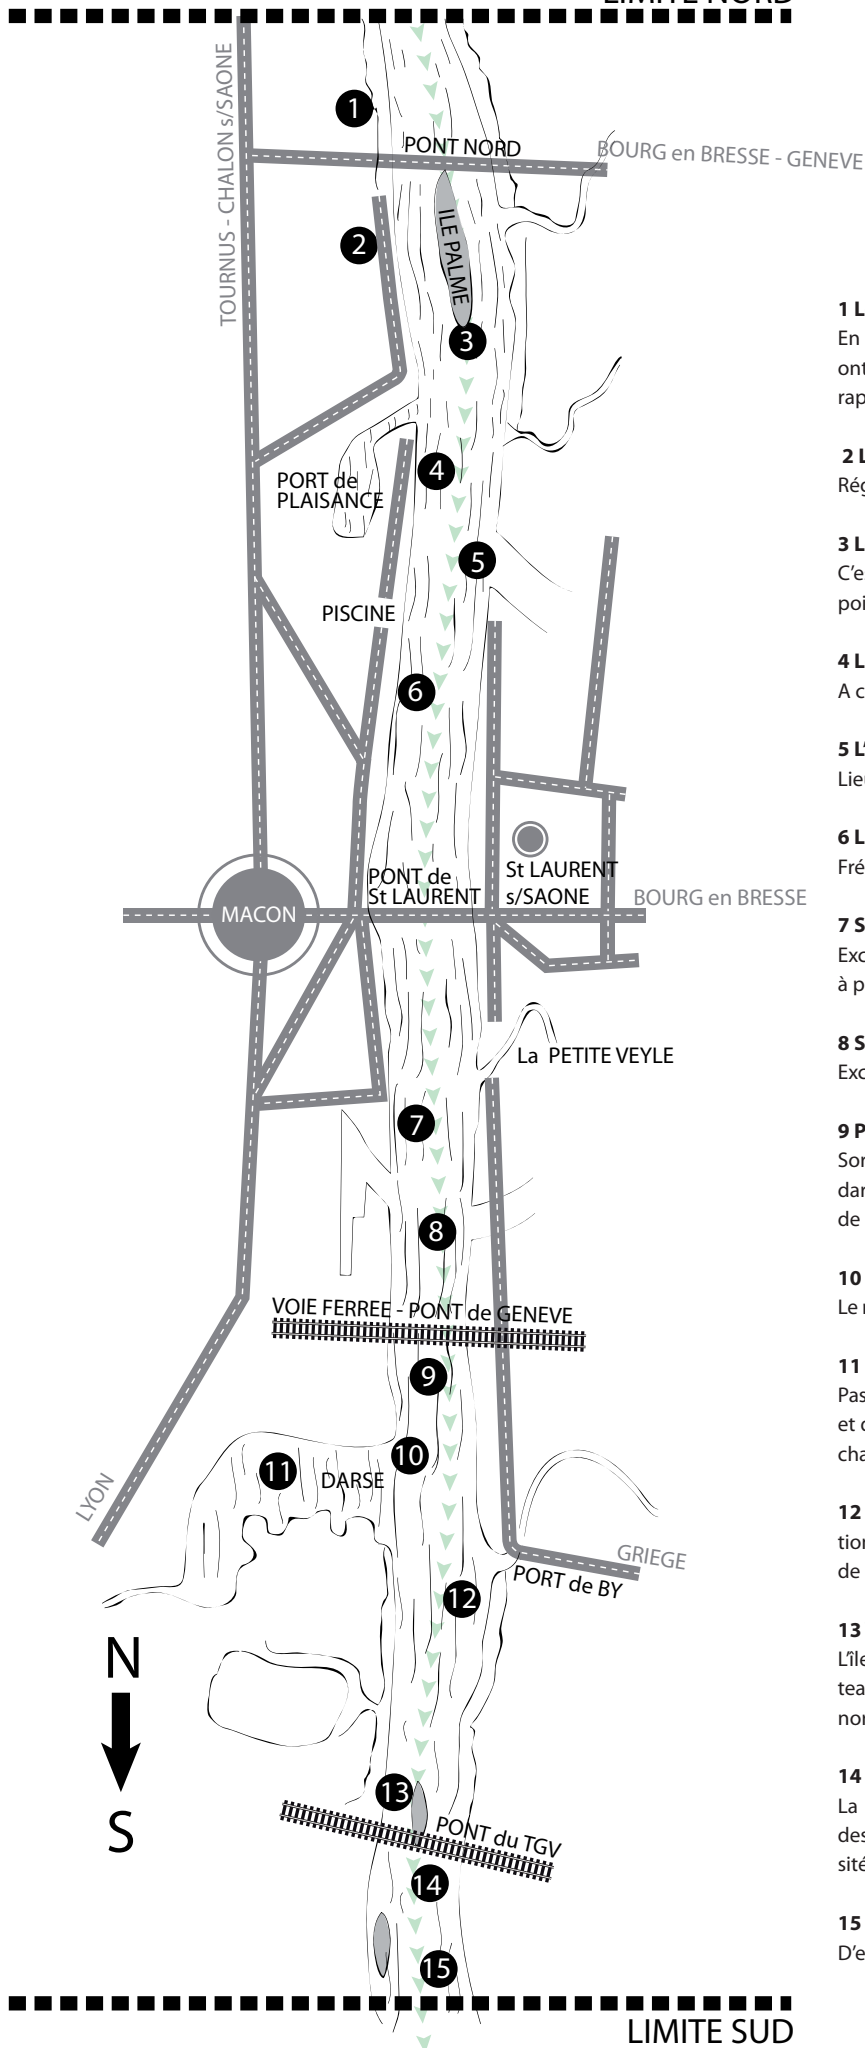 LIMITE NORD
TOURNUS - CHALON s/SAONE
1
PONT NORD
BOURG en BRESSE - GENEVE
2
ILE PALME
3
4
PORT de
PLAISANCE
5
PISCINE
6
PONT de
St LAURENT
St LAURENT
s/SAONE
MACON
BOURG en BRESSE
La PETITE VEYLE
7
8
VOIE FERREE - PONT de GENEVE
9
10
11
DARSE
LYON
GRIEGE
PORT de BY
12
N
S
13
PONT du TGV
14
15
LIMITE SUD
1 L
En
ont
rap
2 L
Rég
3 L
C'e
poi
4 L
A c
5 L'
Lie
6 L
Fré
7 S
Exc
à p
8 S
Exc
9 P
Sor
dar
de
10
Le
11
Pas
et
cha
12
tion
de
13
L'île
tea
nor
14
La
des
sité
15
D'e